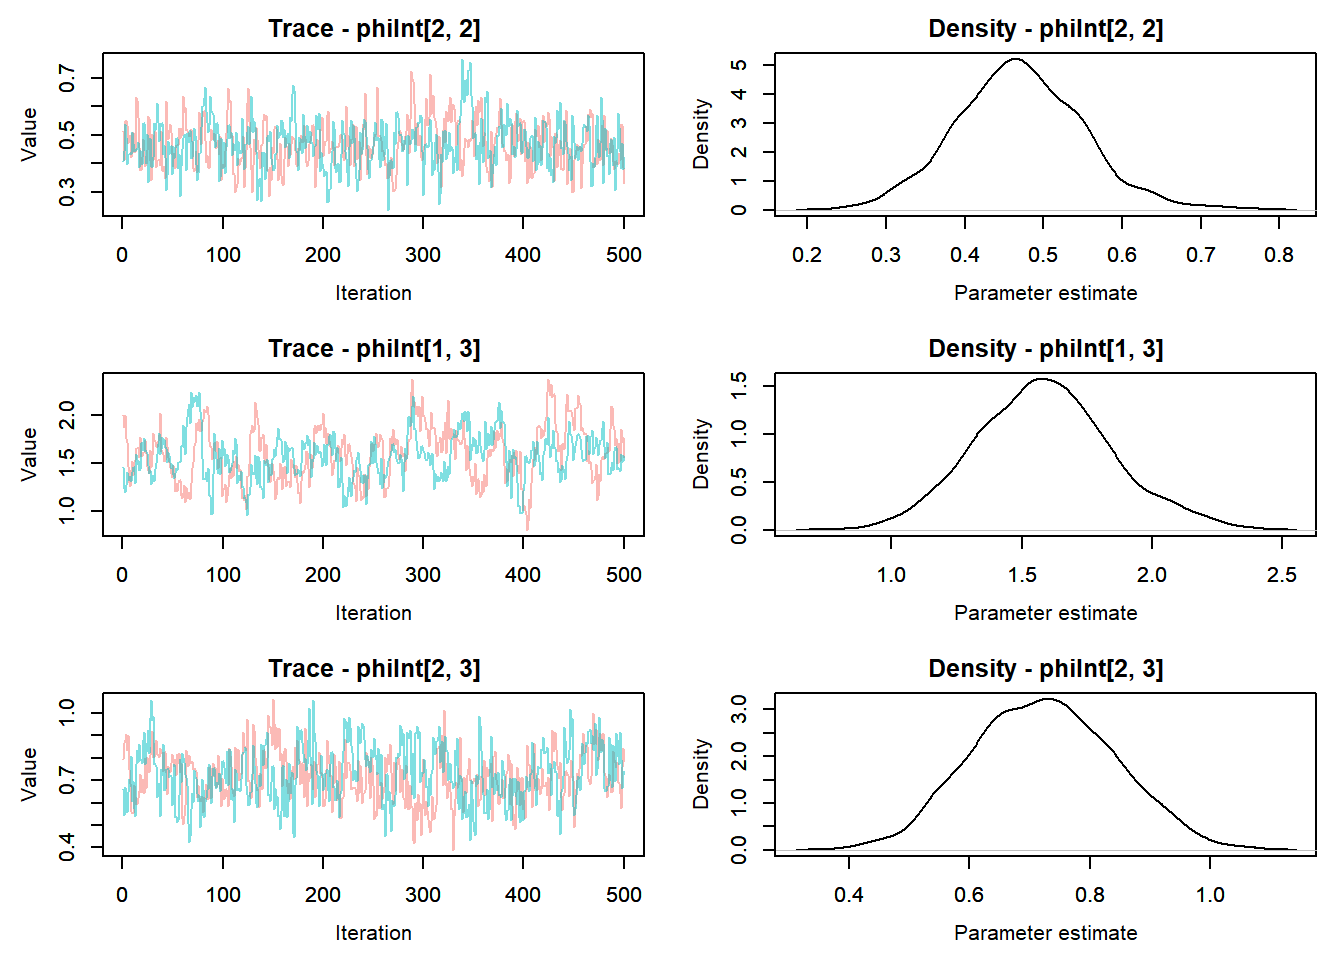 Trace - phiInt[2, 2]
Value
0.3 0.5 0.7
0 100 200 300 400 500
Iteration
Density - phiInt[2, 2]
Density
0 1 2 3 4 5
0.2 0.3 0.4 0.5 0.6 0.7 0.8
Parameter estimate
Trace - phiInt[1, 3]
Value
1.0 1.5 2.0
0 100 200 300 400 500
Iteration
Density - phiInt[1, 3]
Density
0.0 0.5 1.0 1.5
1.0 1.5 2.0 2.5
Parameter estimate
Trace - phiInt[2, 3]
Value
0.4 0.7 1.0
0 100 200 300 400 500
Iteration
Density - phiInt[2, 3]
Density
0.0 1.0 2.0 3.0
0.4 0.6 0.8 1.0
Parameter estimate